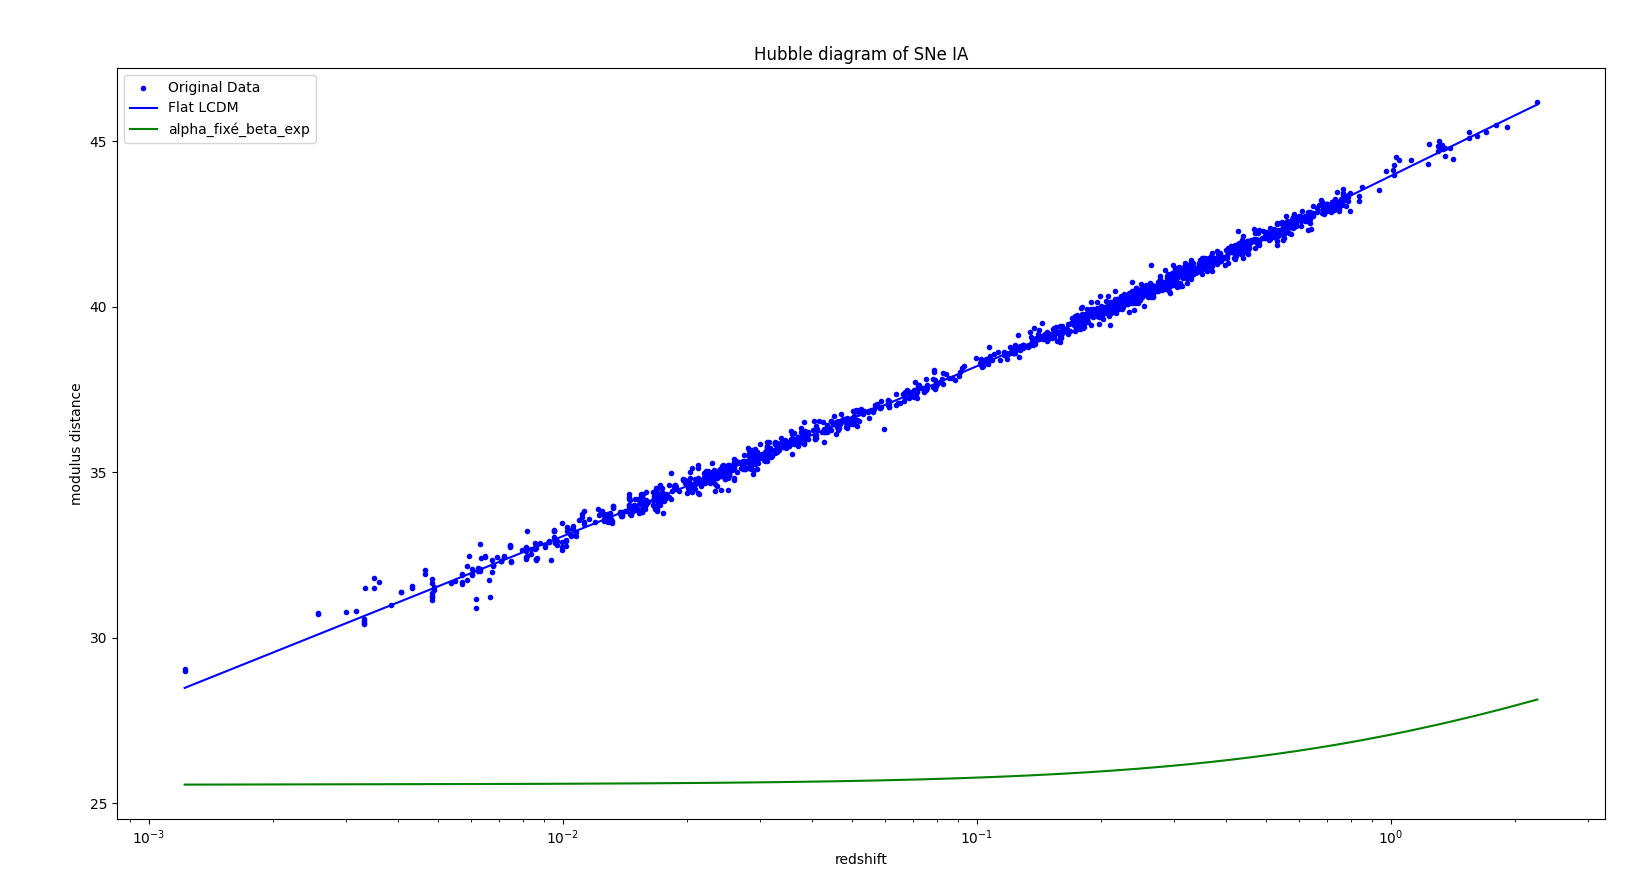 Hubble diagram of SNe IA
Original Data
Flat LCDM
alpha_fixé_beta_exp
modulus distance
45
40
35
30
25
10⁻³
10⁻²
10⁻¹
10⁰
redshift